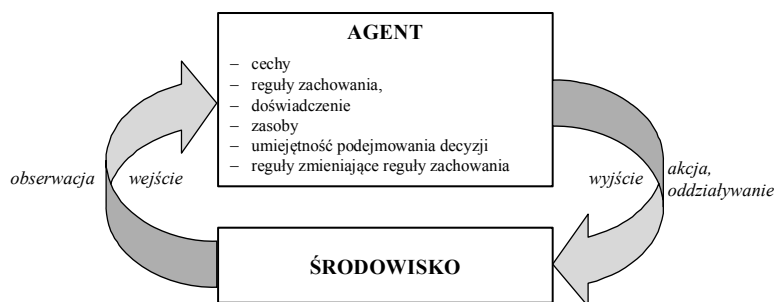 AGENT
– cechy
– reguły zachowania,
– doświadczenie
– zasoby
– umiejętność podejmowania decyzji
– reguły zmieniające reguły zachowania
obserwacja
wejście
wyjście
akcja,
oddziaływanie
ŚRODOWISKO